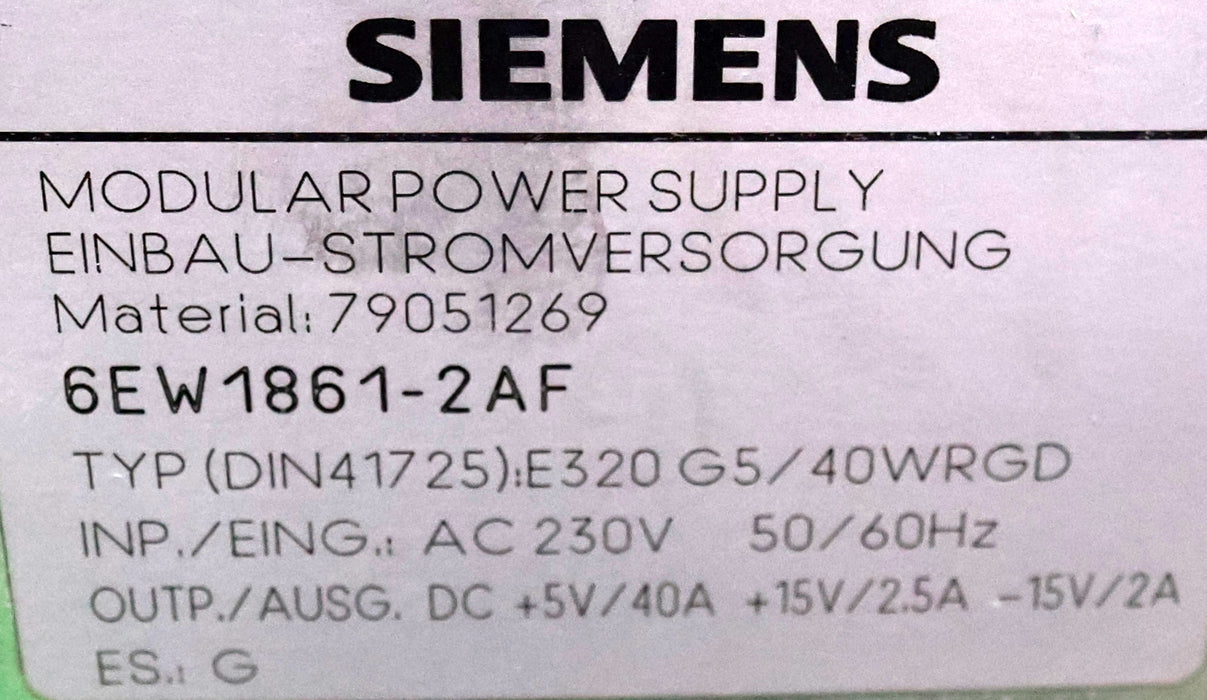 SIEMENS
MODULAR POWER SUPPLY
EINBAU-STROMVERSORGUNG
Material: 79051269
6EW1861-2AF
TYP (DIN41725):E320 G5/40WRGD
INP./EING.: AC 230V 50/60Hz
OUTP./AUSG. DC +5V/40A +15V/2.5A -15V/2A
ES.: G